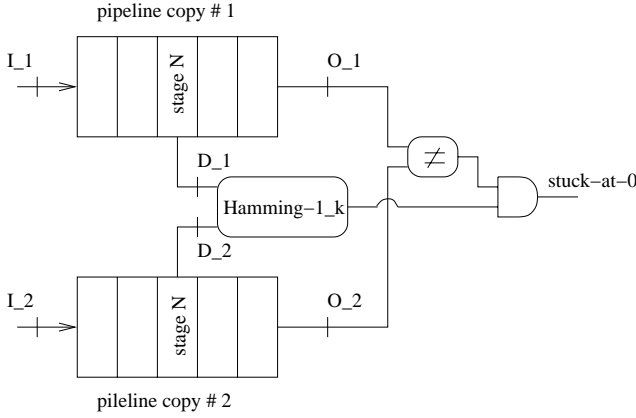 pipeline copy # 1
I_1
stage N
O_1
D_1
≠
stuck-at-0
Hamming-1_k
D_2
I_2
stage N
O_2
pileline copy # 2